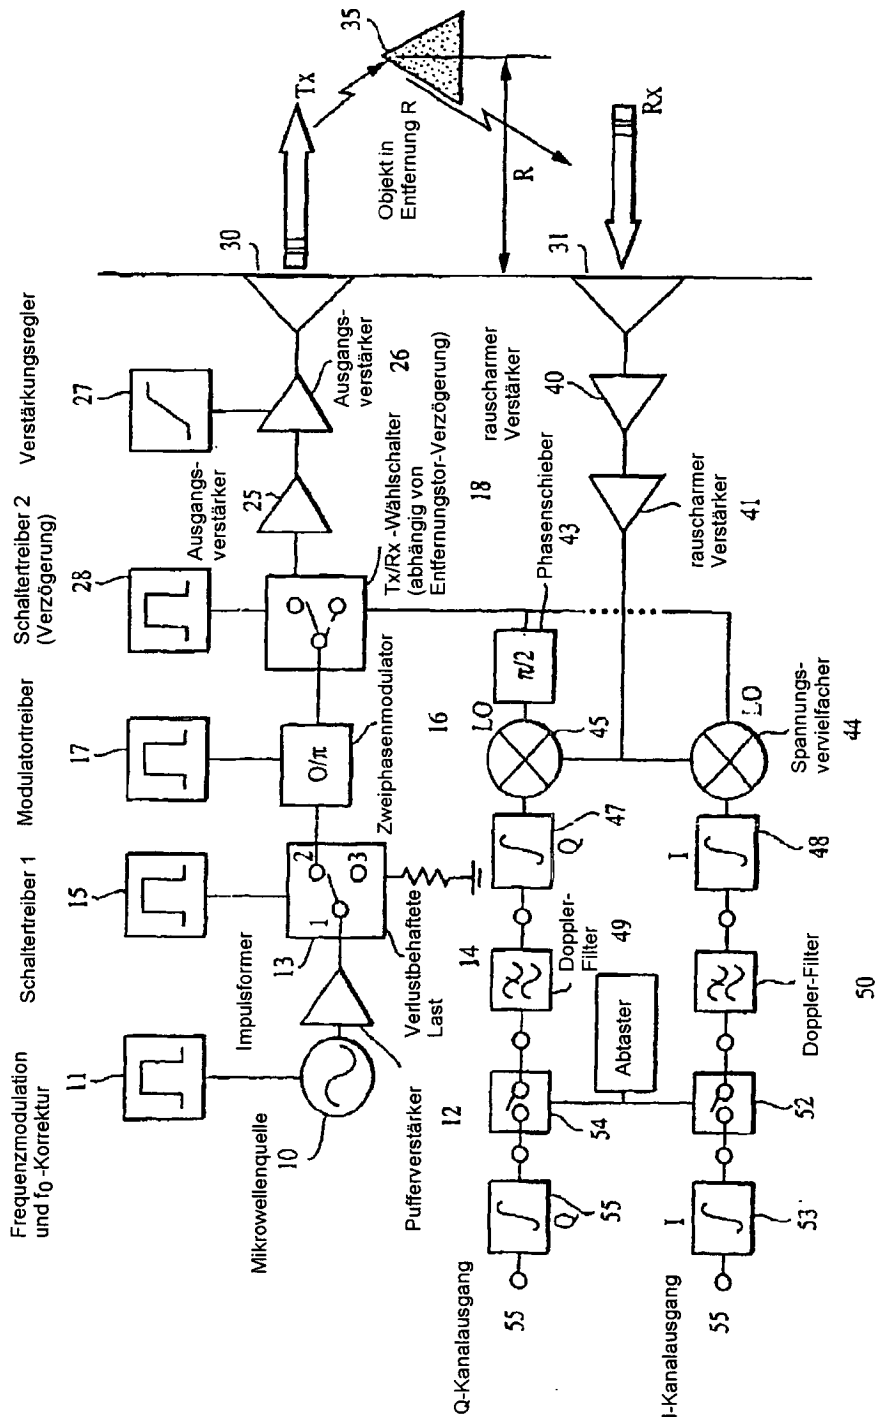 Frequenzmodulation
und f0 -Korrektur
Schaltertreiber 1
Modulatortreiber
Schaltertreiber 2
(Verzögerung)
Verstärkungsregler
11
15
17
28
27
Mikrowellenquelle
10
Impulsformer
13
1
2
3
0/π
Ausgangs-
verstärker
25
30
Tx
35
Pufferverstärker
12
Verlustbehaftete
Last
14
Zweiphasenmodulator
16
Tx/Rx -Wählschalter
(abhängig von
Entfernungstor-Verzögerung)
18
Ausgangs-
verstärker
26
Objekt in
Entfernung R
R
Q-Kanalausgang
55
Q
55
54
Abtaster
Doppler-
Filter
49
Q
47
LO
45
π/2
Phasenschieber
43
rauscharmer
Verstärker
40
rauscharmer
Verstärker
41
31
Rx
I-Kanalausgang
55
I
53
52
Doppler-Filter
50
I
48
LO
Spannungs-
vervielfacher
44